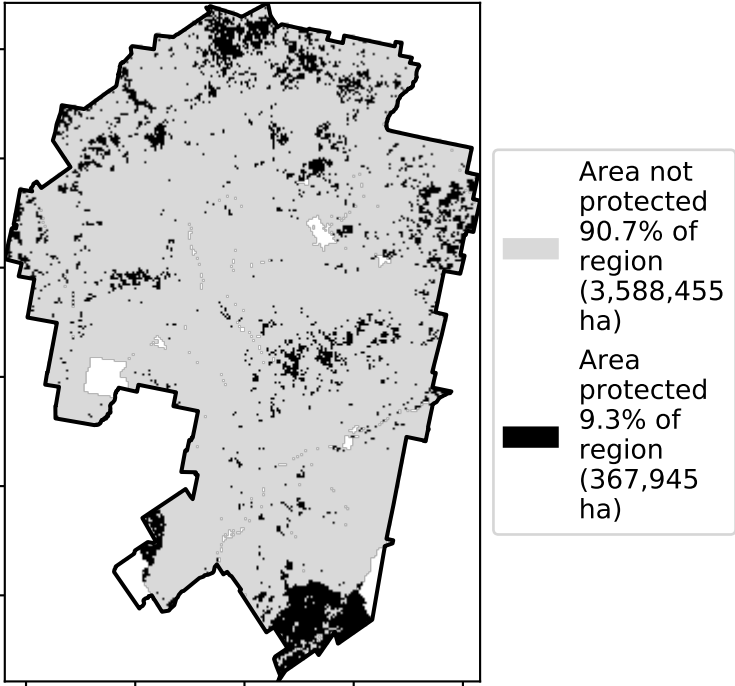 Area not
protected
90.7% of
region
(3,588,455
ha)
Area
protected
9.3% of
region
(367,945
ha)